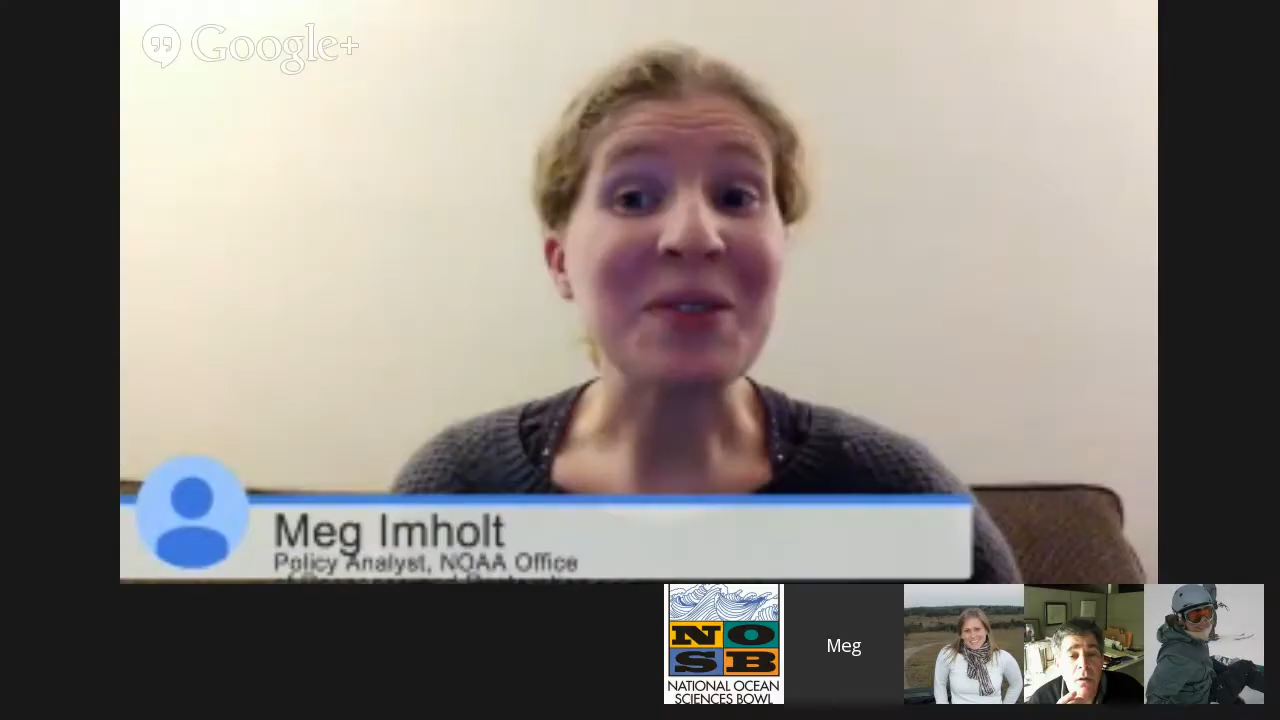 Google+
Meg Imholt
Policy Analyst, NOAA Office
NOSB
NATIONAL OCEAN
SCIENCES BOWL
Meg